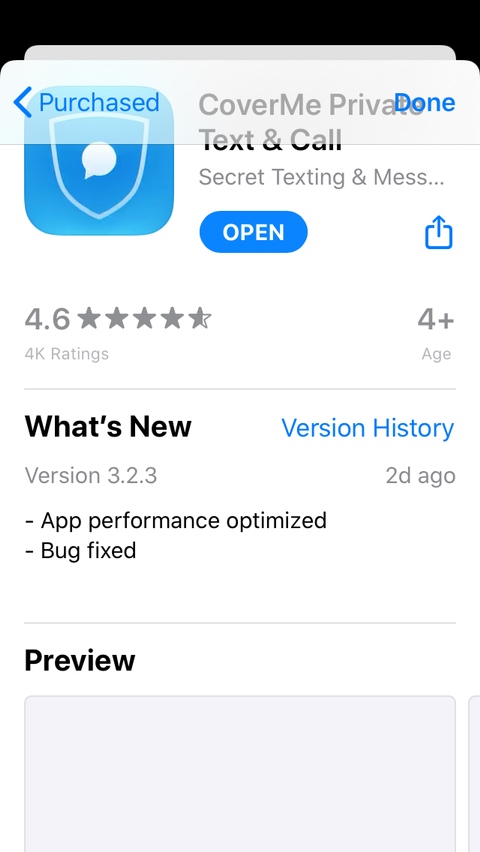 Purchased
Done
CoverMe Private
Text & Call
Secret Texting & Mess...
OPEN
4.6
4+
4K Ratings
Age
What's New
Version History
Version 3.2.3
2d ago
- App performance optimized
- Bug fixed
Preview